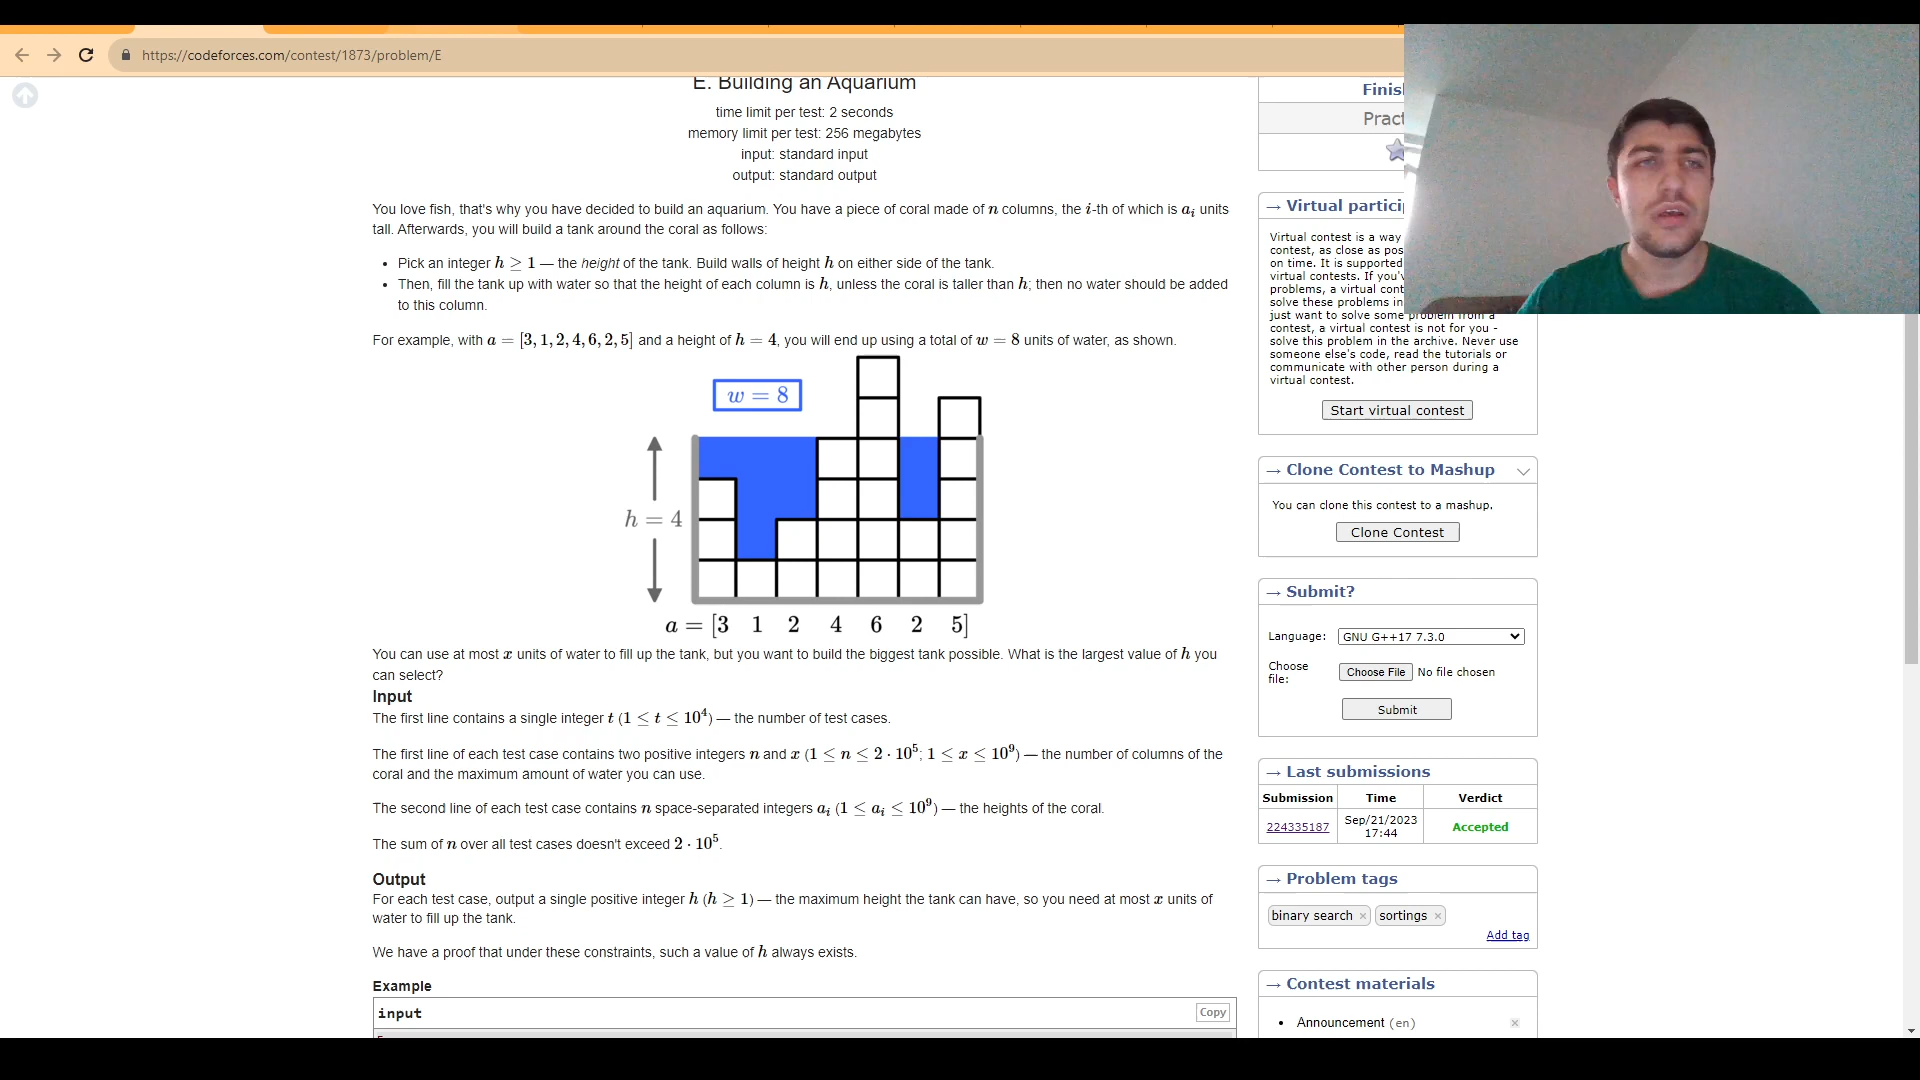 https://codeforces.com/contest/1873/problem/E
E. Building an Aquarium
time limit per test: 2 seconds
memory limit per test: 256 megabytes
input: standard input
output: standard output
You love fish, that's why you have decided to build an aquarium. You have a piece of coral made of n columns, the i-th of which is a_i units
tall. Afterwards, you will build a tank around the coral as follows:
• Pick an integer h ≥ 1 — the height of the tank. Build walls of height h on either side of the tank.
• Then, fill the tank up with water so that the height of each column is h, unless the coral is taller than h; then no water should be added
to this column.
For example, with a = [3, 1, 2, 4, 6, 2, 5] and a height of h = 4, you will end up using a total of w = 8 units of water, as shown.
w = 8
h = 4
a = [3 1 2 4 6 2 5]
You can use at most x units of water to fill up the tank, but you want to build the biggest tank possible. What is the largest value of h you
can select?
Input
The first line contains a single integer t (1 ≤ t ≤ 10^4) — the number of test cases.
The first line of each test case contains two positive integers n and x (1 ≤ n ≤ 2 · 10^5; 1 ≤ x ≤ 10^9) — the number of columns of the
coral and the maximum amount of water you can use.
The second line of each test case contains n space-separated integers a_i (1 ≤ a_i ≤ 10^9) — the heights of the coral.
The sum of n over all test cases doesn't exceed 2 · 10^5.
Output
For each test case, output a single positive integer h (h ≥ 1) — the maximum height the tank can have, so you need at most x units of
water to fill up the tank.
We have a proof that under these constraints, such a value of h always exists.
Example
input
Copy
Finis
Pract
→ Virtual partici
Virtual contest is a way
contest, as close as pos
on time. It is supported
virtual contests. If you'v
problems, a virtual cont
solve these problems in
just want to solve some problem from a
contest, a virtual contest is not for you -
solve this problem in the archive. Never use
someone else's code, read the tutorials or
communicate with other person during a
virtual contest.
Start virtual contest
→ Clone Contest to Mashup
You can clone this contest to a mashup.
Clone Contest
→ Submit?
Language: GNU G++17 7.3.0
Choose
file: Choose File No file chosen
Submit
→ Last submissions
Submission Time Verdict
224335187 Sep/21/2023
17:44 Accepted
→ Problem tags
binary search × sortings ×
Add tag
→ Contest materials
• Announcement (en) ×